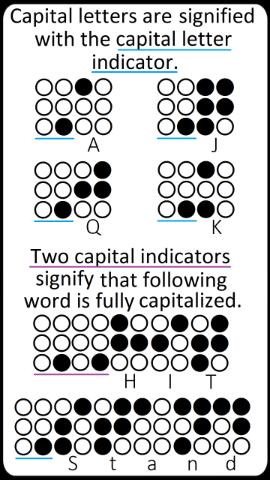 Capital letters are signified
with the capital letter
indicator.
A J
Q K
Two capital indicators
signify that following
word is fully capitalized.
H I T
S t a n d